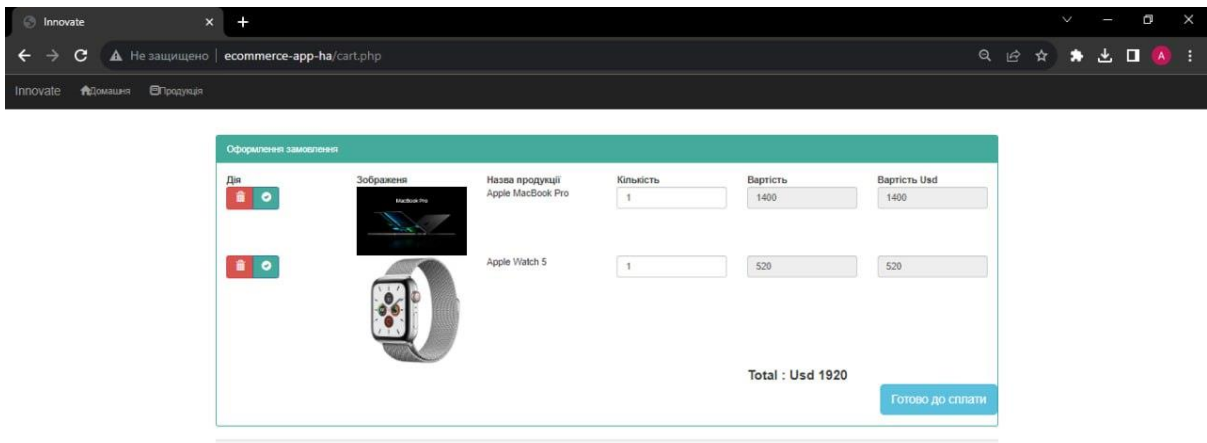 Innovate
Не защищено ecommerce-app-ha/cart.php
A
Innovate Домашня Продукція
Оформлення замовлення
Дія Зображеня Назва продукції Кількість Вартість Вартість Usd
MacBook Pro Apple MacBook Pro 1 1400 1400
Apple Watch 5 1 520 520
Total : Usd 1920
Готово до сплати